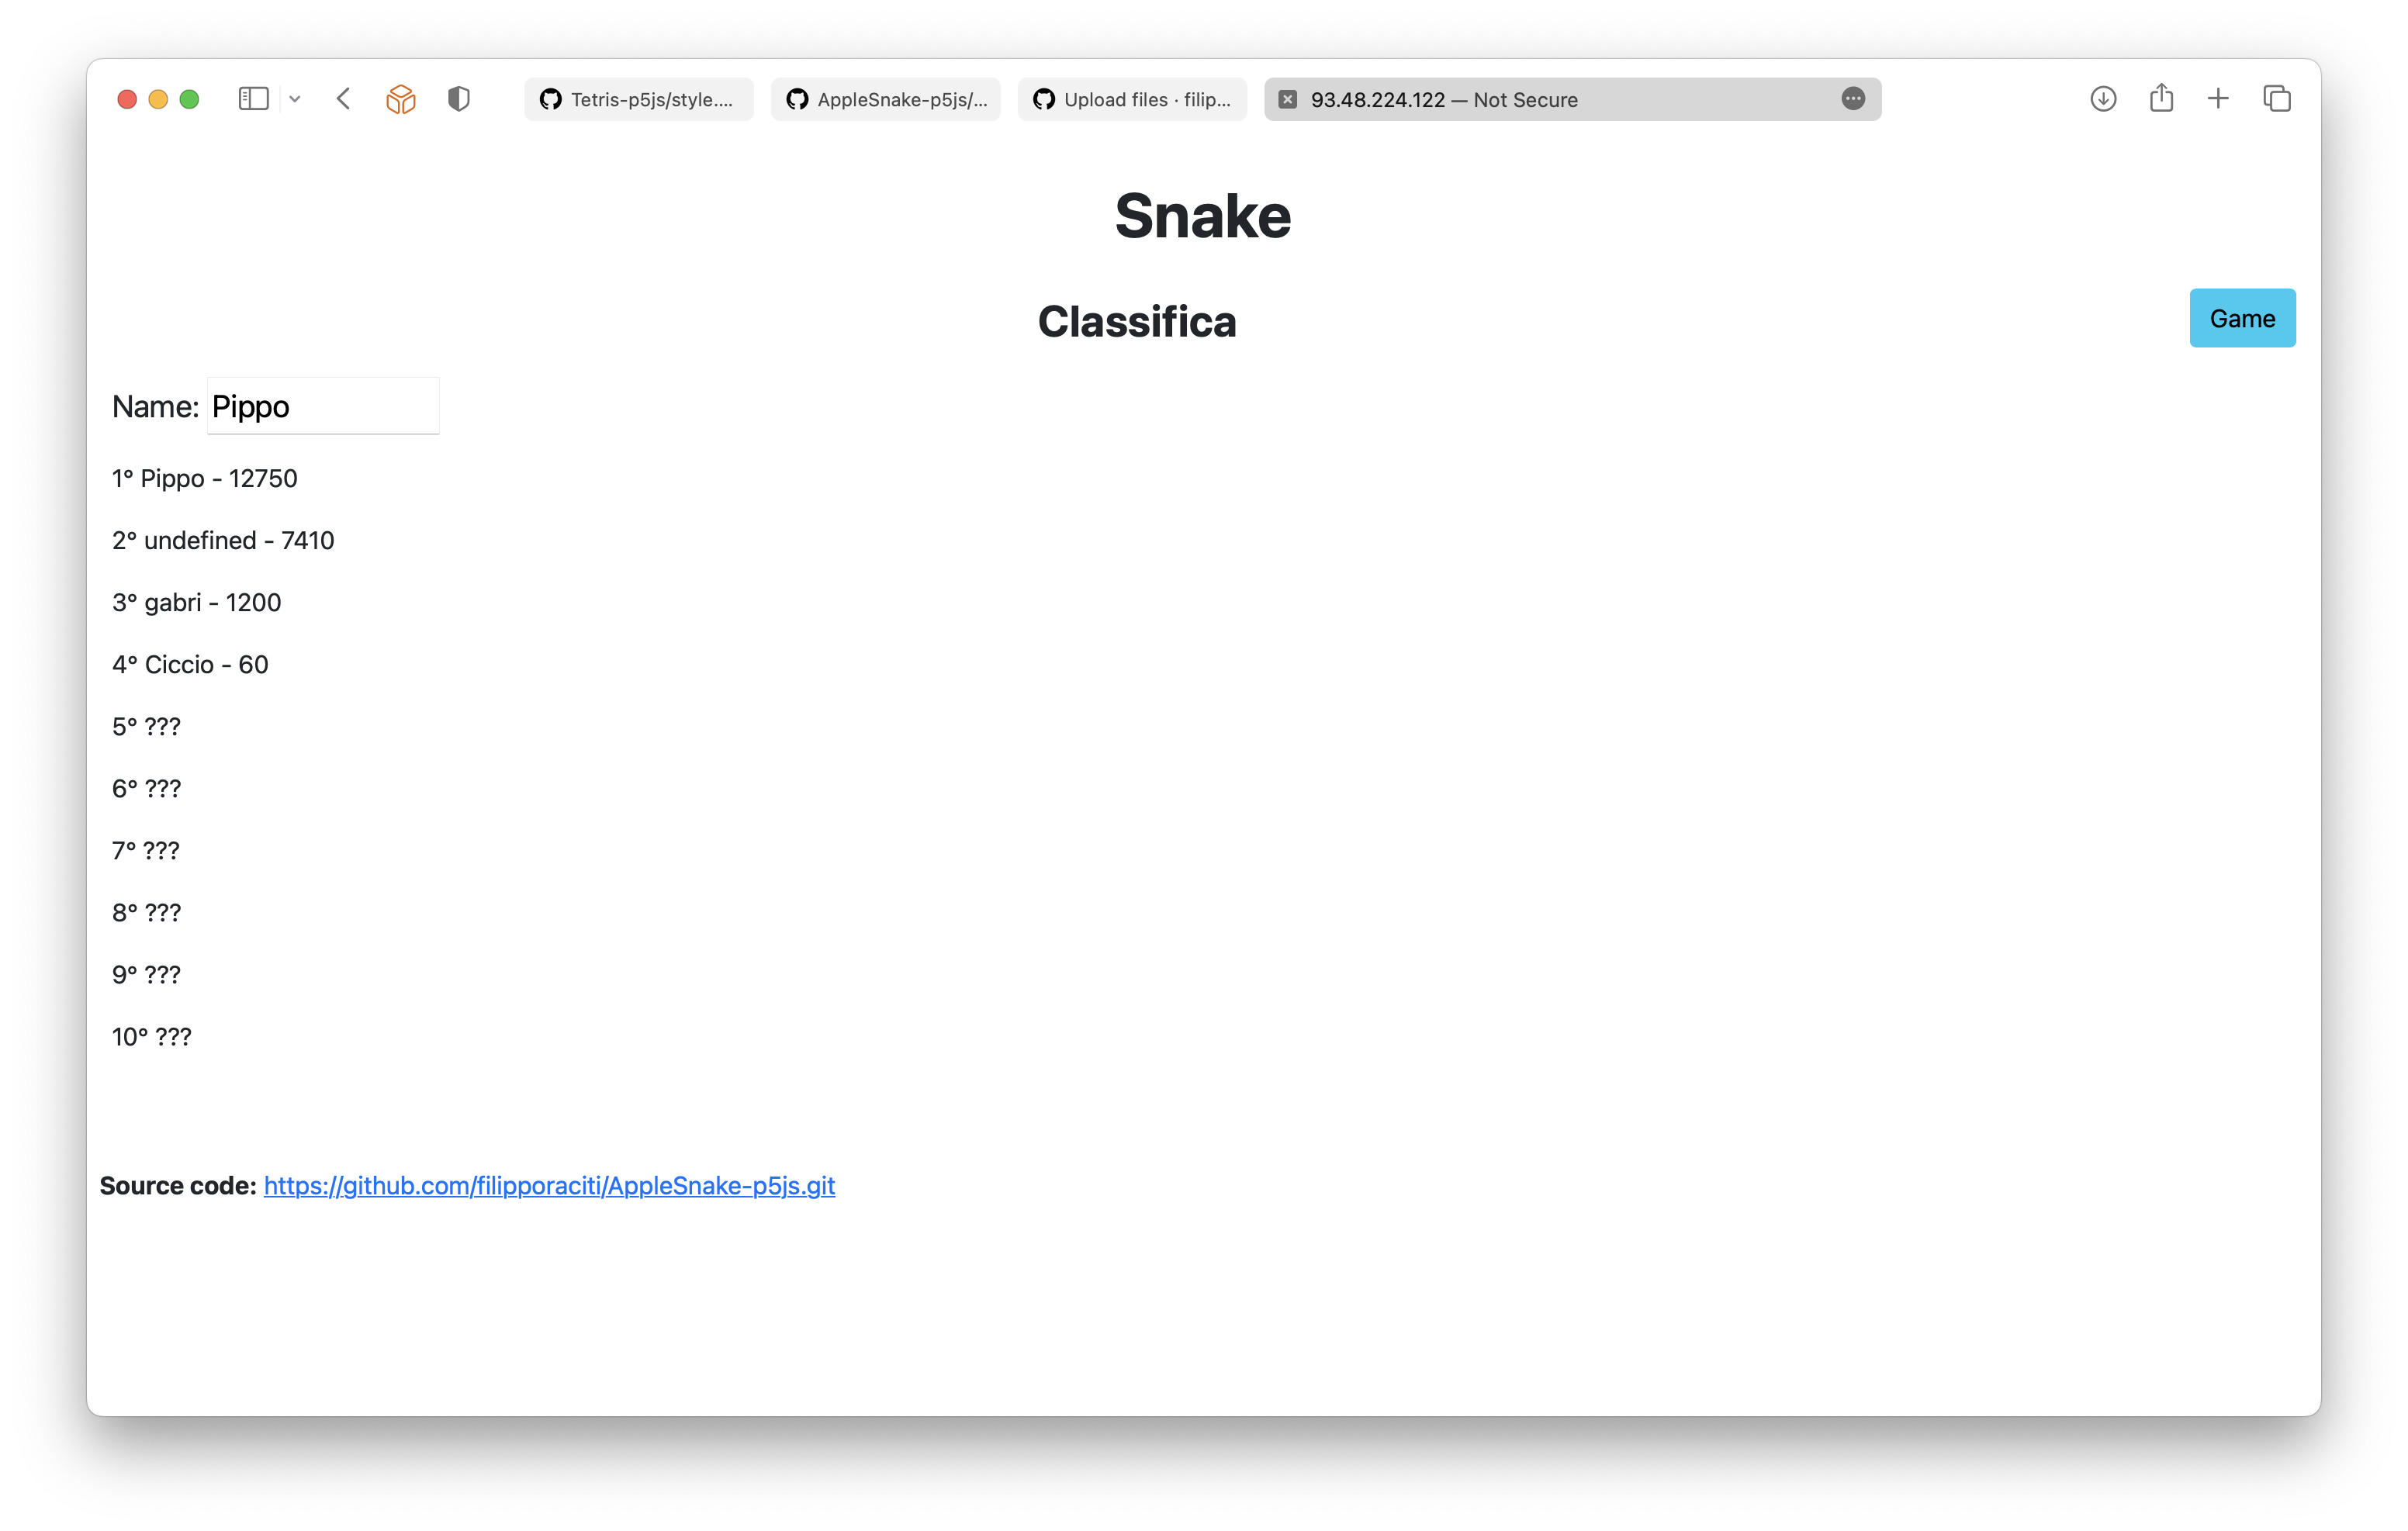 Tetris-p5js/style.... AppleSnake-p5js/... Upload files · filip... 93.48.224.122 — Not Secure
Snake
Classifica
Game
Name: Pippo
1° Pippo - 12750
2° undefined - 7410
3° gabri - 1200
4° Ciccio - 60
5° ???
6° ???
7° ???
8° ???
9° ???
10° ???
Source code: https://github.com/filipporaciti/AppleSnake-p5js.git